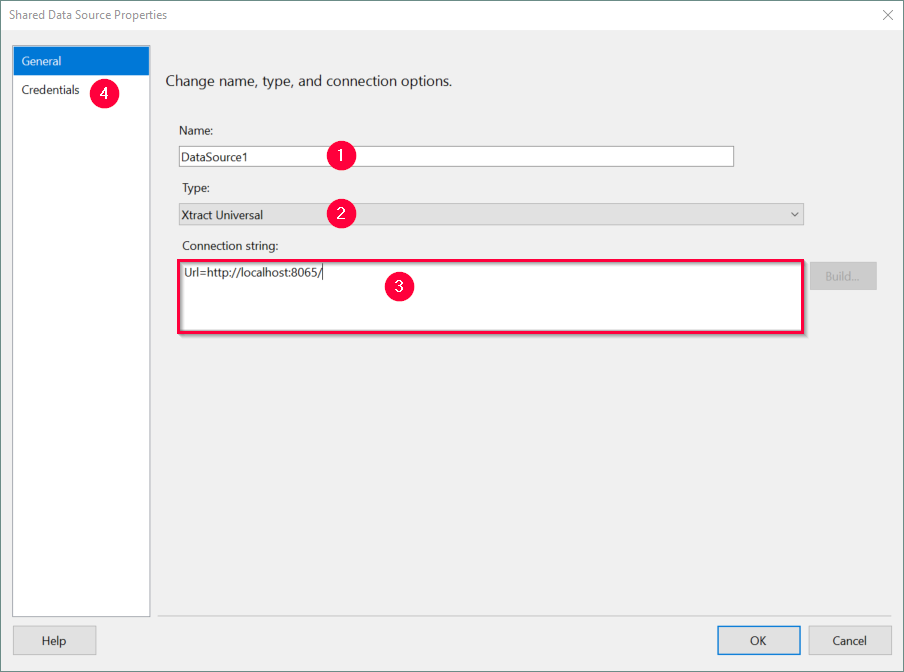 Shared Data Source Properties
General
Credentials
4
Change name, type, and connection options.
Name:
DataSource1
1
Type:
Xtract Universal
2
Connection string:
Url=http://localhost:8065/
3
Build...
Help
OK
Cancel